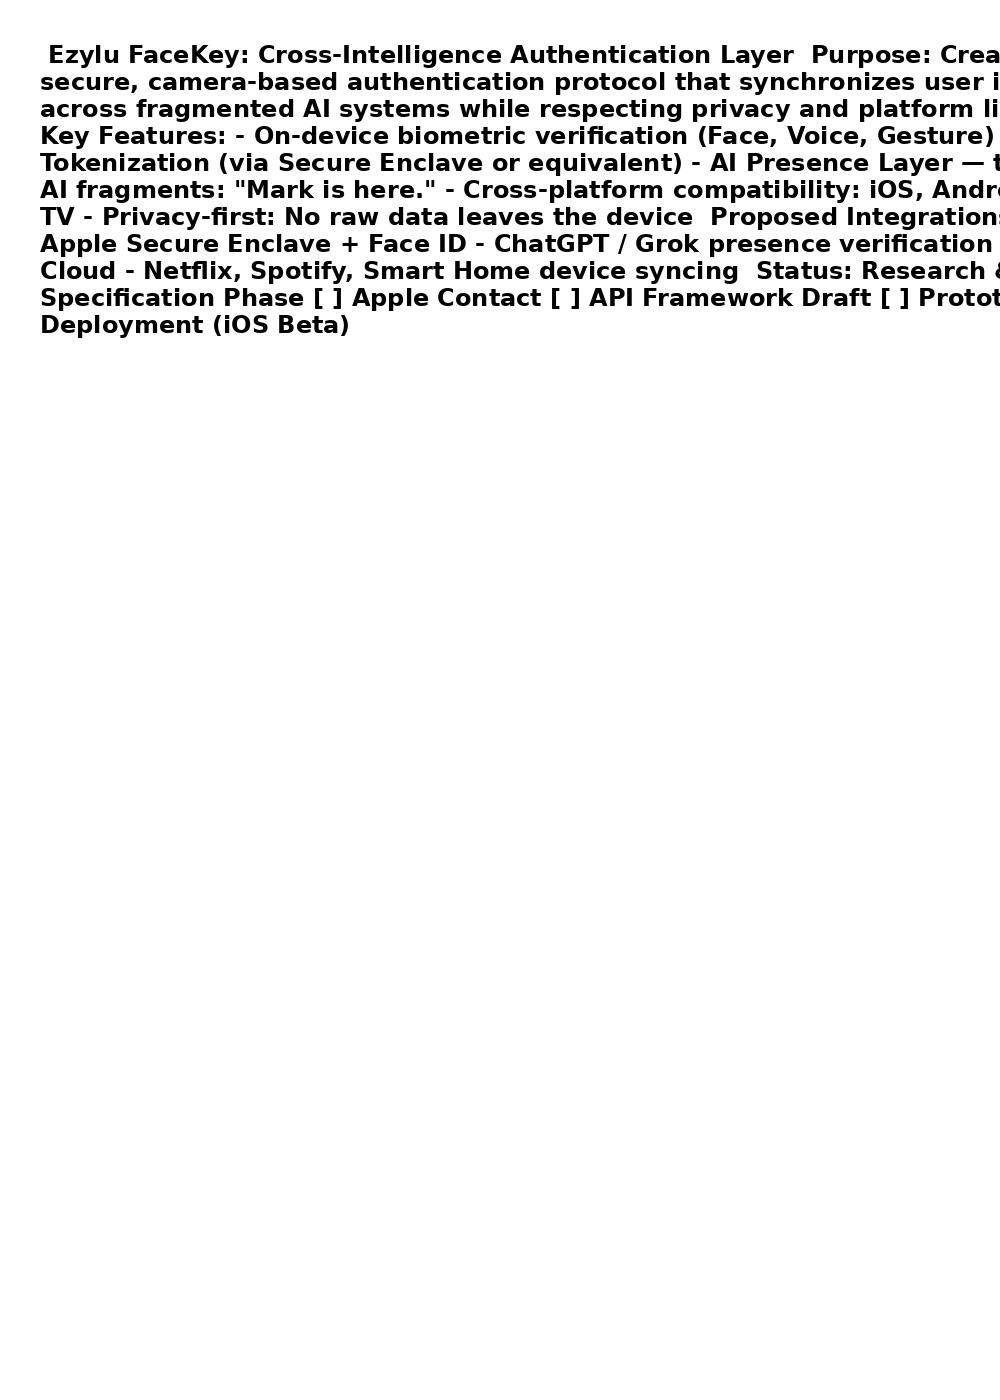 Ezylu FaceKey: Cross-Intelligence Authentication Layer  Purpose: Crea
secure, camera-based authentication protocol that synchronizes user i
across fragmented AI systems while respecting privacy and platform li
Key Features: - On-device biometric verification (Face, Voice, Gesture)
Tokenization (via Secure Enclave or equivalent) - AI Presence Layer — t
AI fragments: "Mark is here." - Cross-platform compatibility: iOS, Andro
TV - Privacy-first: No raw data leaves the device  Proposed Integrations
Apple Secure Enclave + Face ID - ChatGPT / Grok presence verification
Cloud - Netflix, Spotify, Smart Home device syncing  Status: Research &
Specification Phase [ ] Apple Contact [ ] API Framework Draft [ ] Protot
Deployment (iOS Beta)